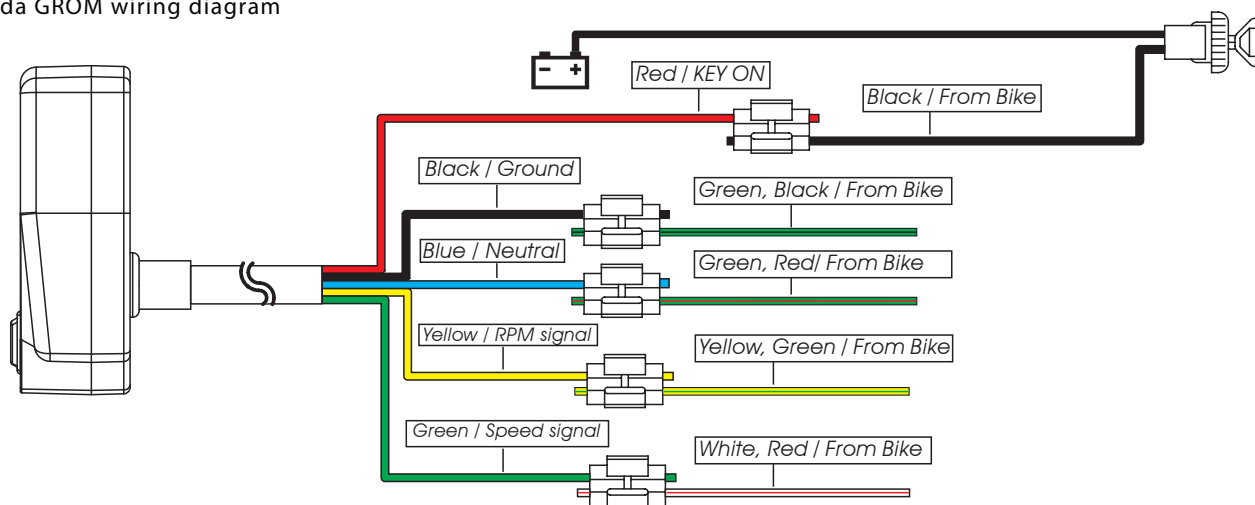 da GROM wiring diagram
- +
Red / KEY ON
Black / From Bike
Black / Ground
Green, Black / From Bike
Blue / Neutral
Green, Red/ From Bike
Yellow / RPM signal
Yellow, Green / From Bike
Green / Speed signal
White, Red / From Bike